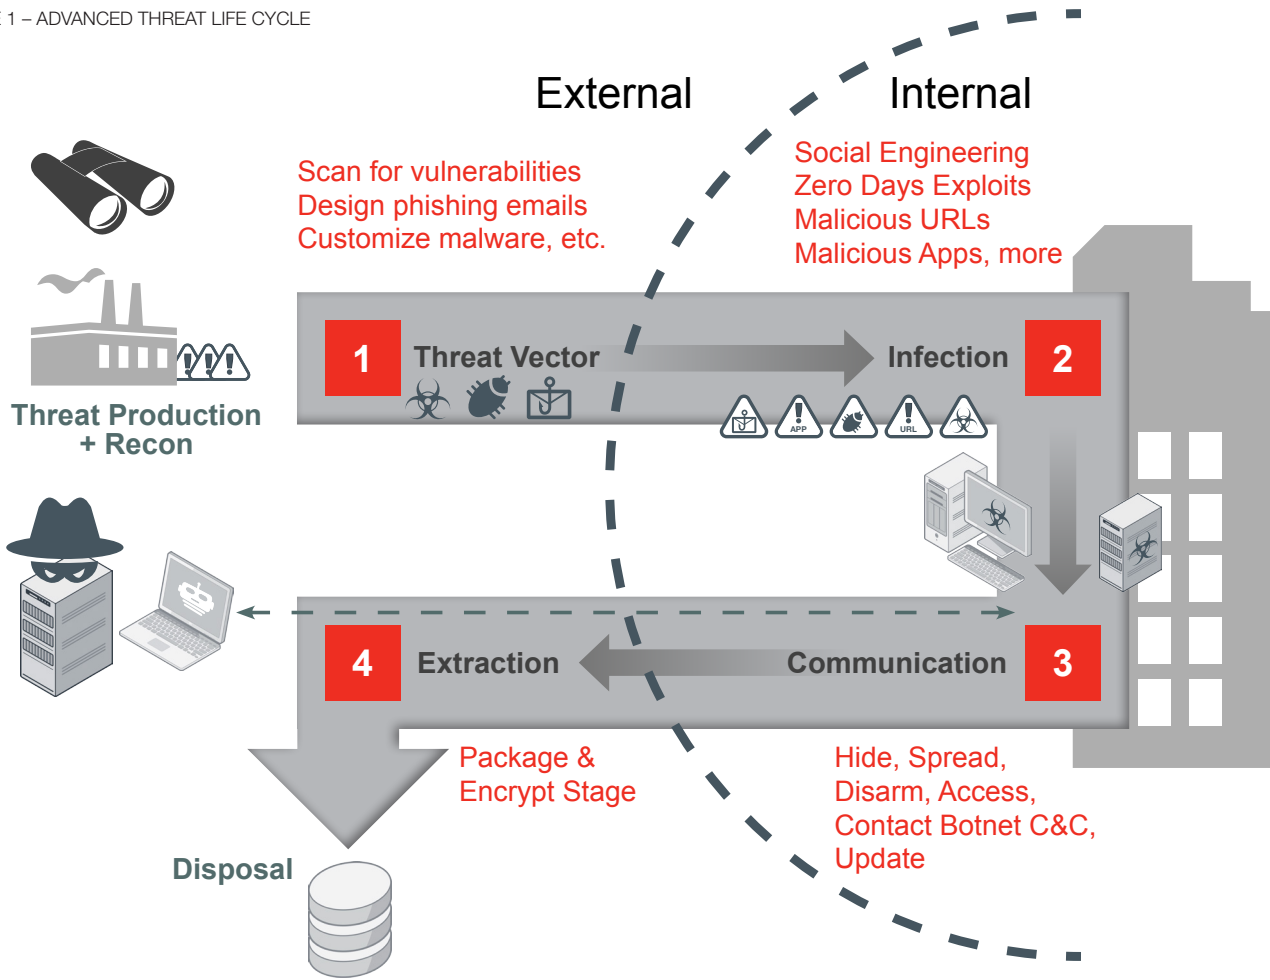 1 – ADVANCED THREAT LIFE CYCLE
External
Internal
Scan for vulnerabilities
Design phishing emails
Customize malware, etc.
Social Engineering
Zero Days Exploits
Malicious URLs
Malicious Apps, more
1
Threat Vector
Infection
2
APP
URL
Threat Production
+ Recon
4
Extraction
Communication
3
Package &
Encrypt Stage
Hide, Spread,
Disarm, Access,
Contact Botnet C&C,
Update
Disposal